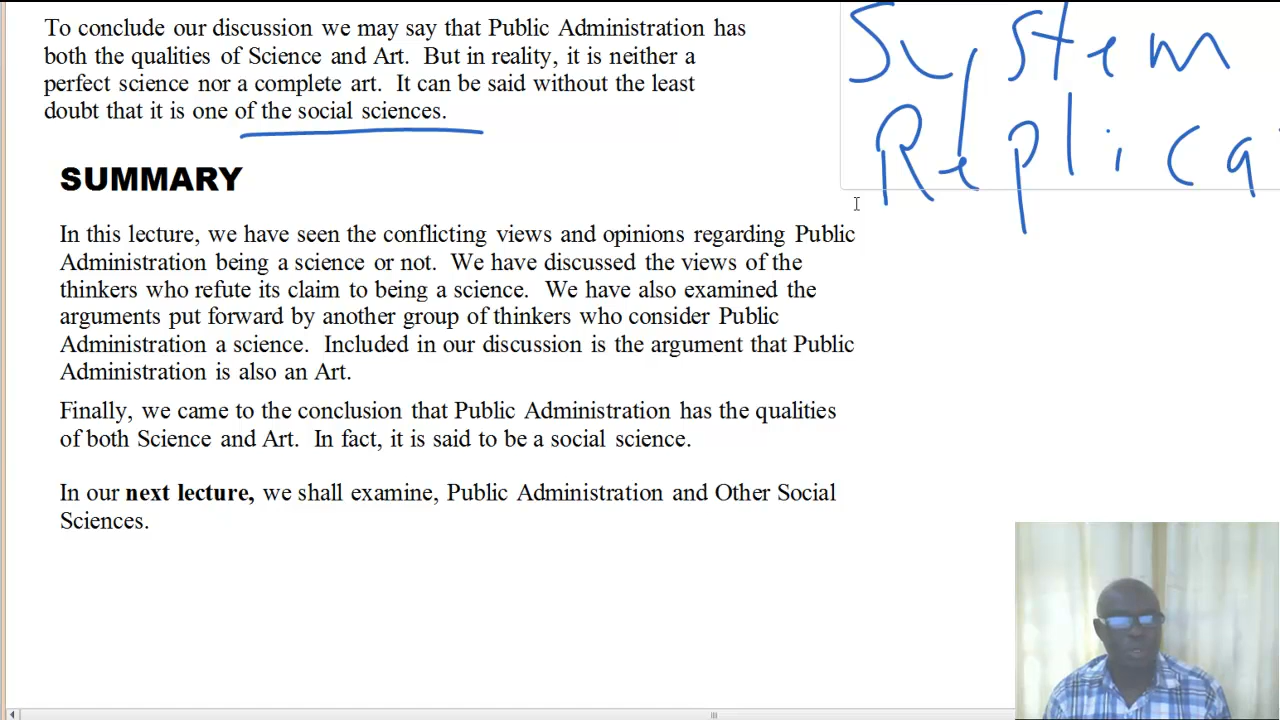 To conclude our discussion we may say that Public Administration has
both the qualities of Science and Art. But in reality, it is neither a
perfect science nor a complete art. It can be said without the least
doubt that it is one of the social sciences.
System
Replica
SUMMARY
In this lecture, we have seen the conflicting views and opinions regarding Public
Administration being a science or not. We have discussed the views of the
thinkers who refute its claim to being a science. We have also examined the
arguments put forward by another group of thinkers who consider Public
Administration a science. Included in our discussion is the argument that Public
Administration is also an Art.
Finally, we came to the conclusion that Public Administration has the qualities
of both Science and Art. In fact, it is said to be a social science.
In our next lecture, we shall examine, Public Administration and Other Social
Sciences.